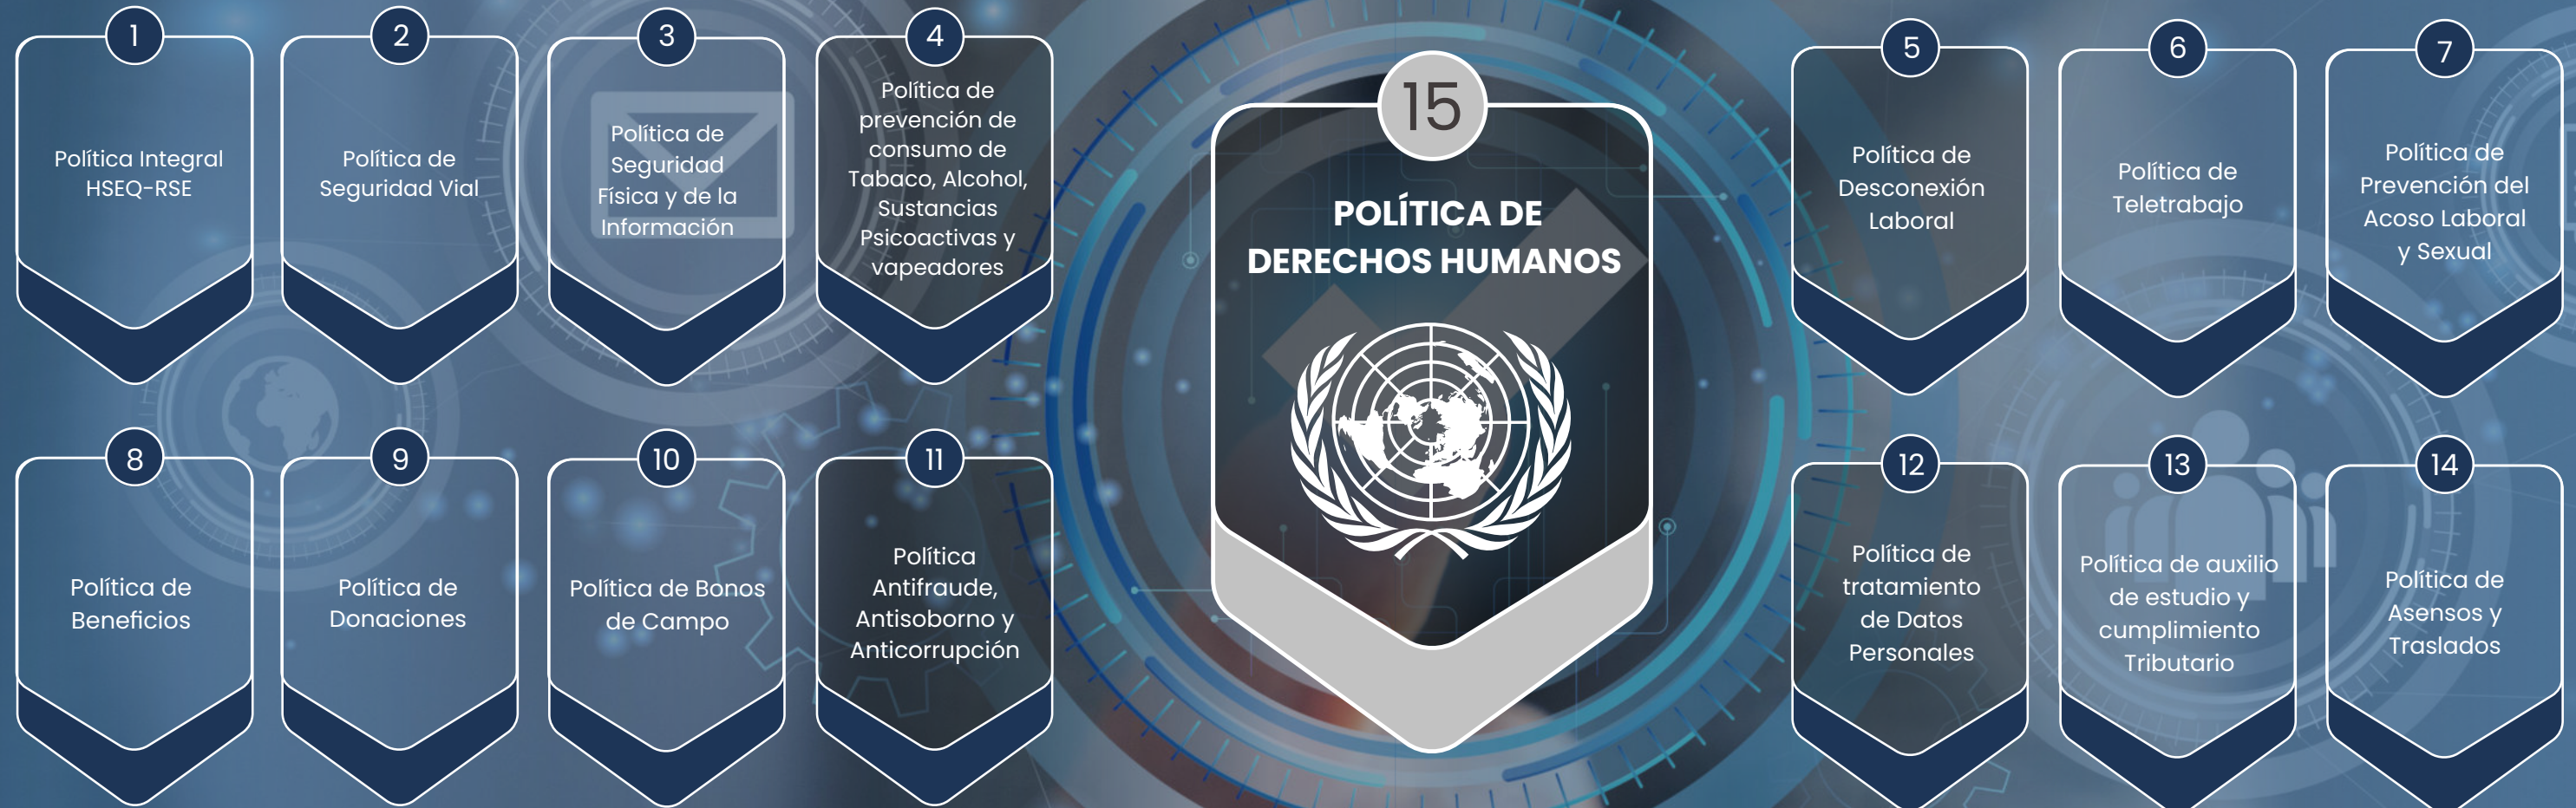 1
Política Integral
HSEQ-RSE
2
Política de
Seguridad Vial
3
Política de
Seguridad
Física y de la
Información
4
Política de
prevención de
consumo de
Tabaco, Alcohol,
Sustancias
Psicoactivas y
vapeadores
15
POLÍTICA DE
DERECHOS HUMANOS
5
Política de
Desconexión
Laboral
6
Política de
Teletrabajo
7
Política de
Prevención del
Acoso Laboral
y Sexual
8
Política de
Beneficios
9
Política de
Donaciones
10
Política de Bonos
de Campo
11
Política
Antifraude,
Antisoborno y
Anticorrupción
12
Política de
tratamiento
de Datos
Personales
13
Política de auxilio
de estudio y
cumplimiento
Tributario
14
Política de
Asensos y
Traslados